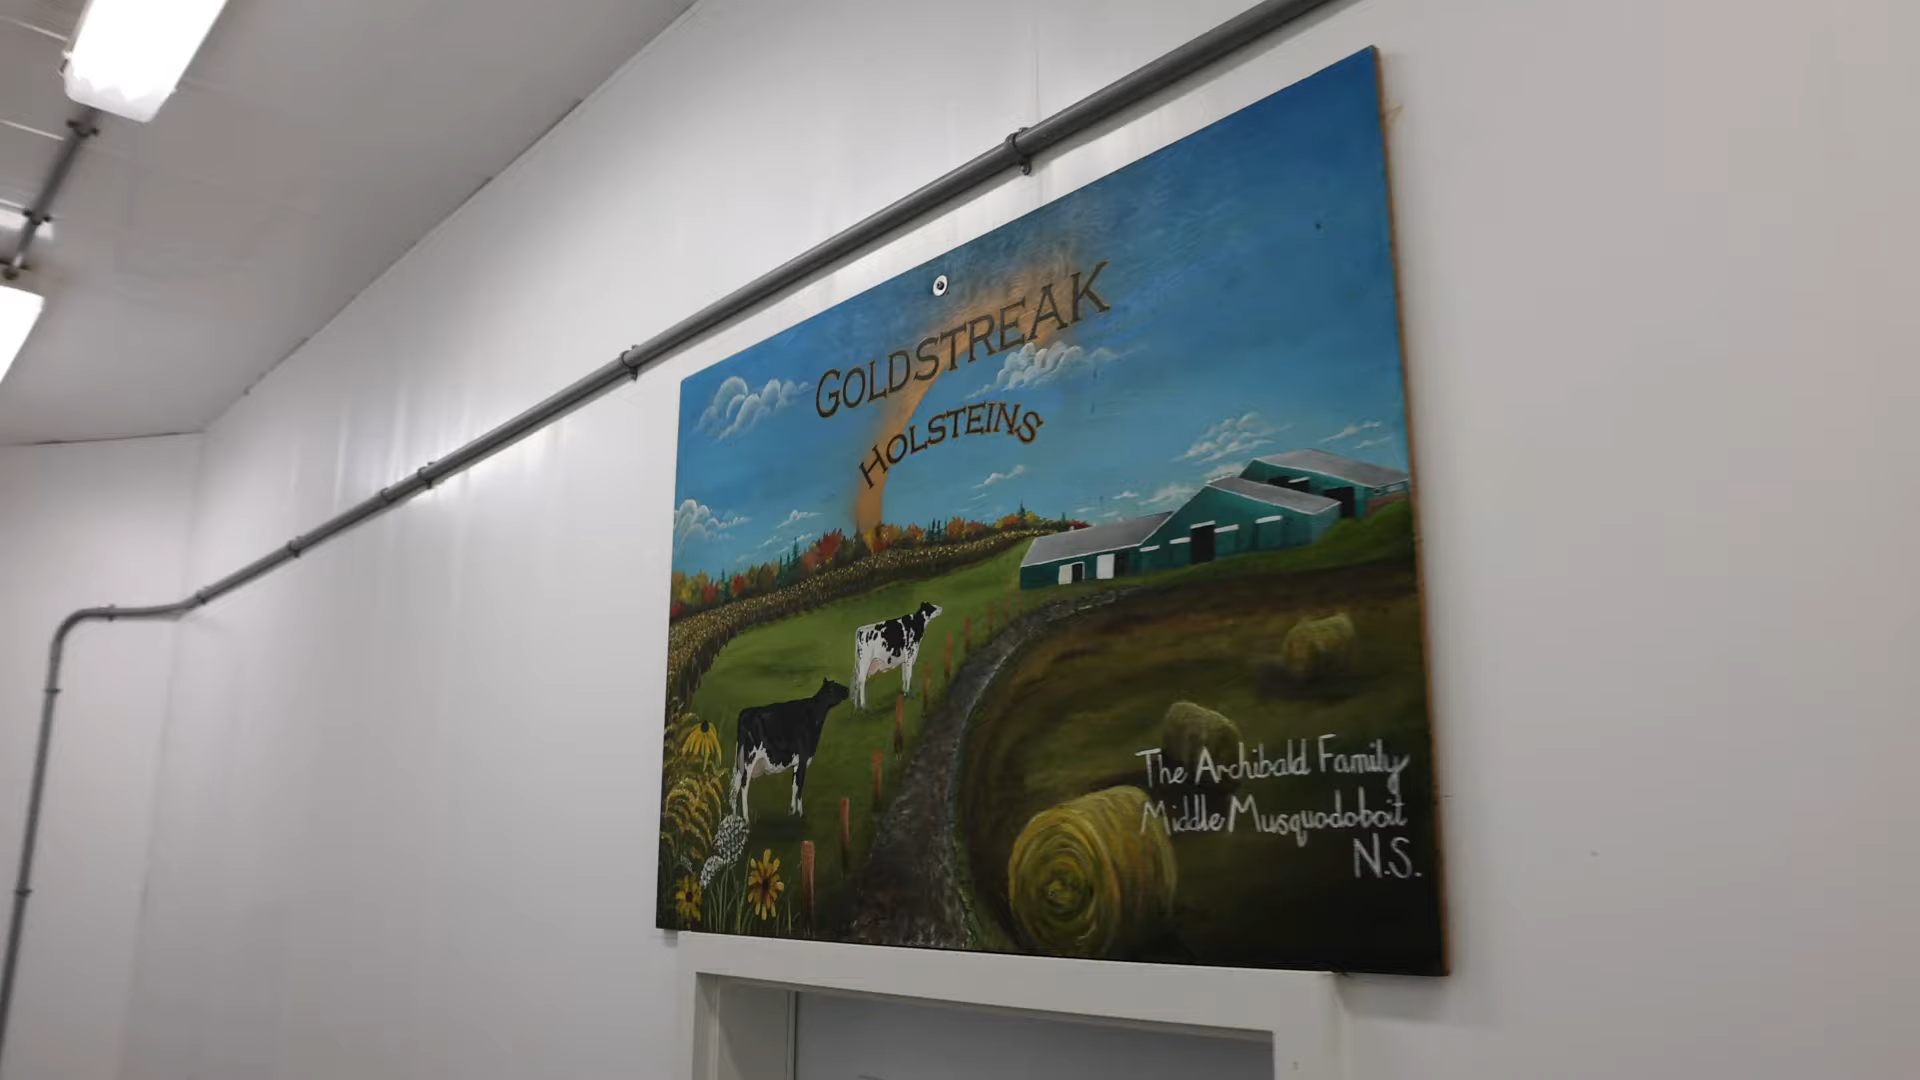 GOLDSTREAK
HOLSTEINS
The Archibald Family
Middle Musquodoboit
N.S.